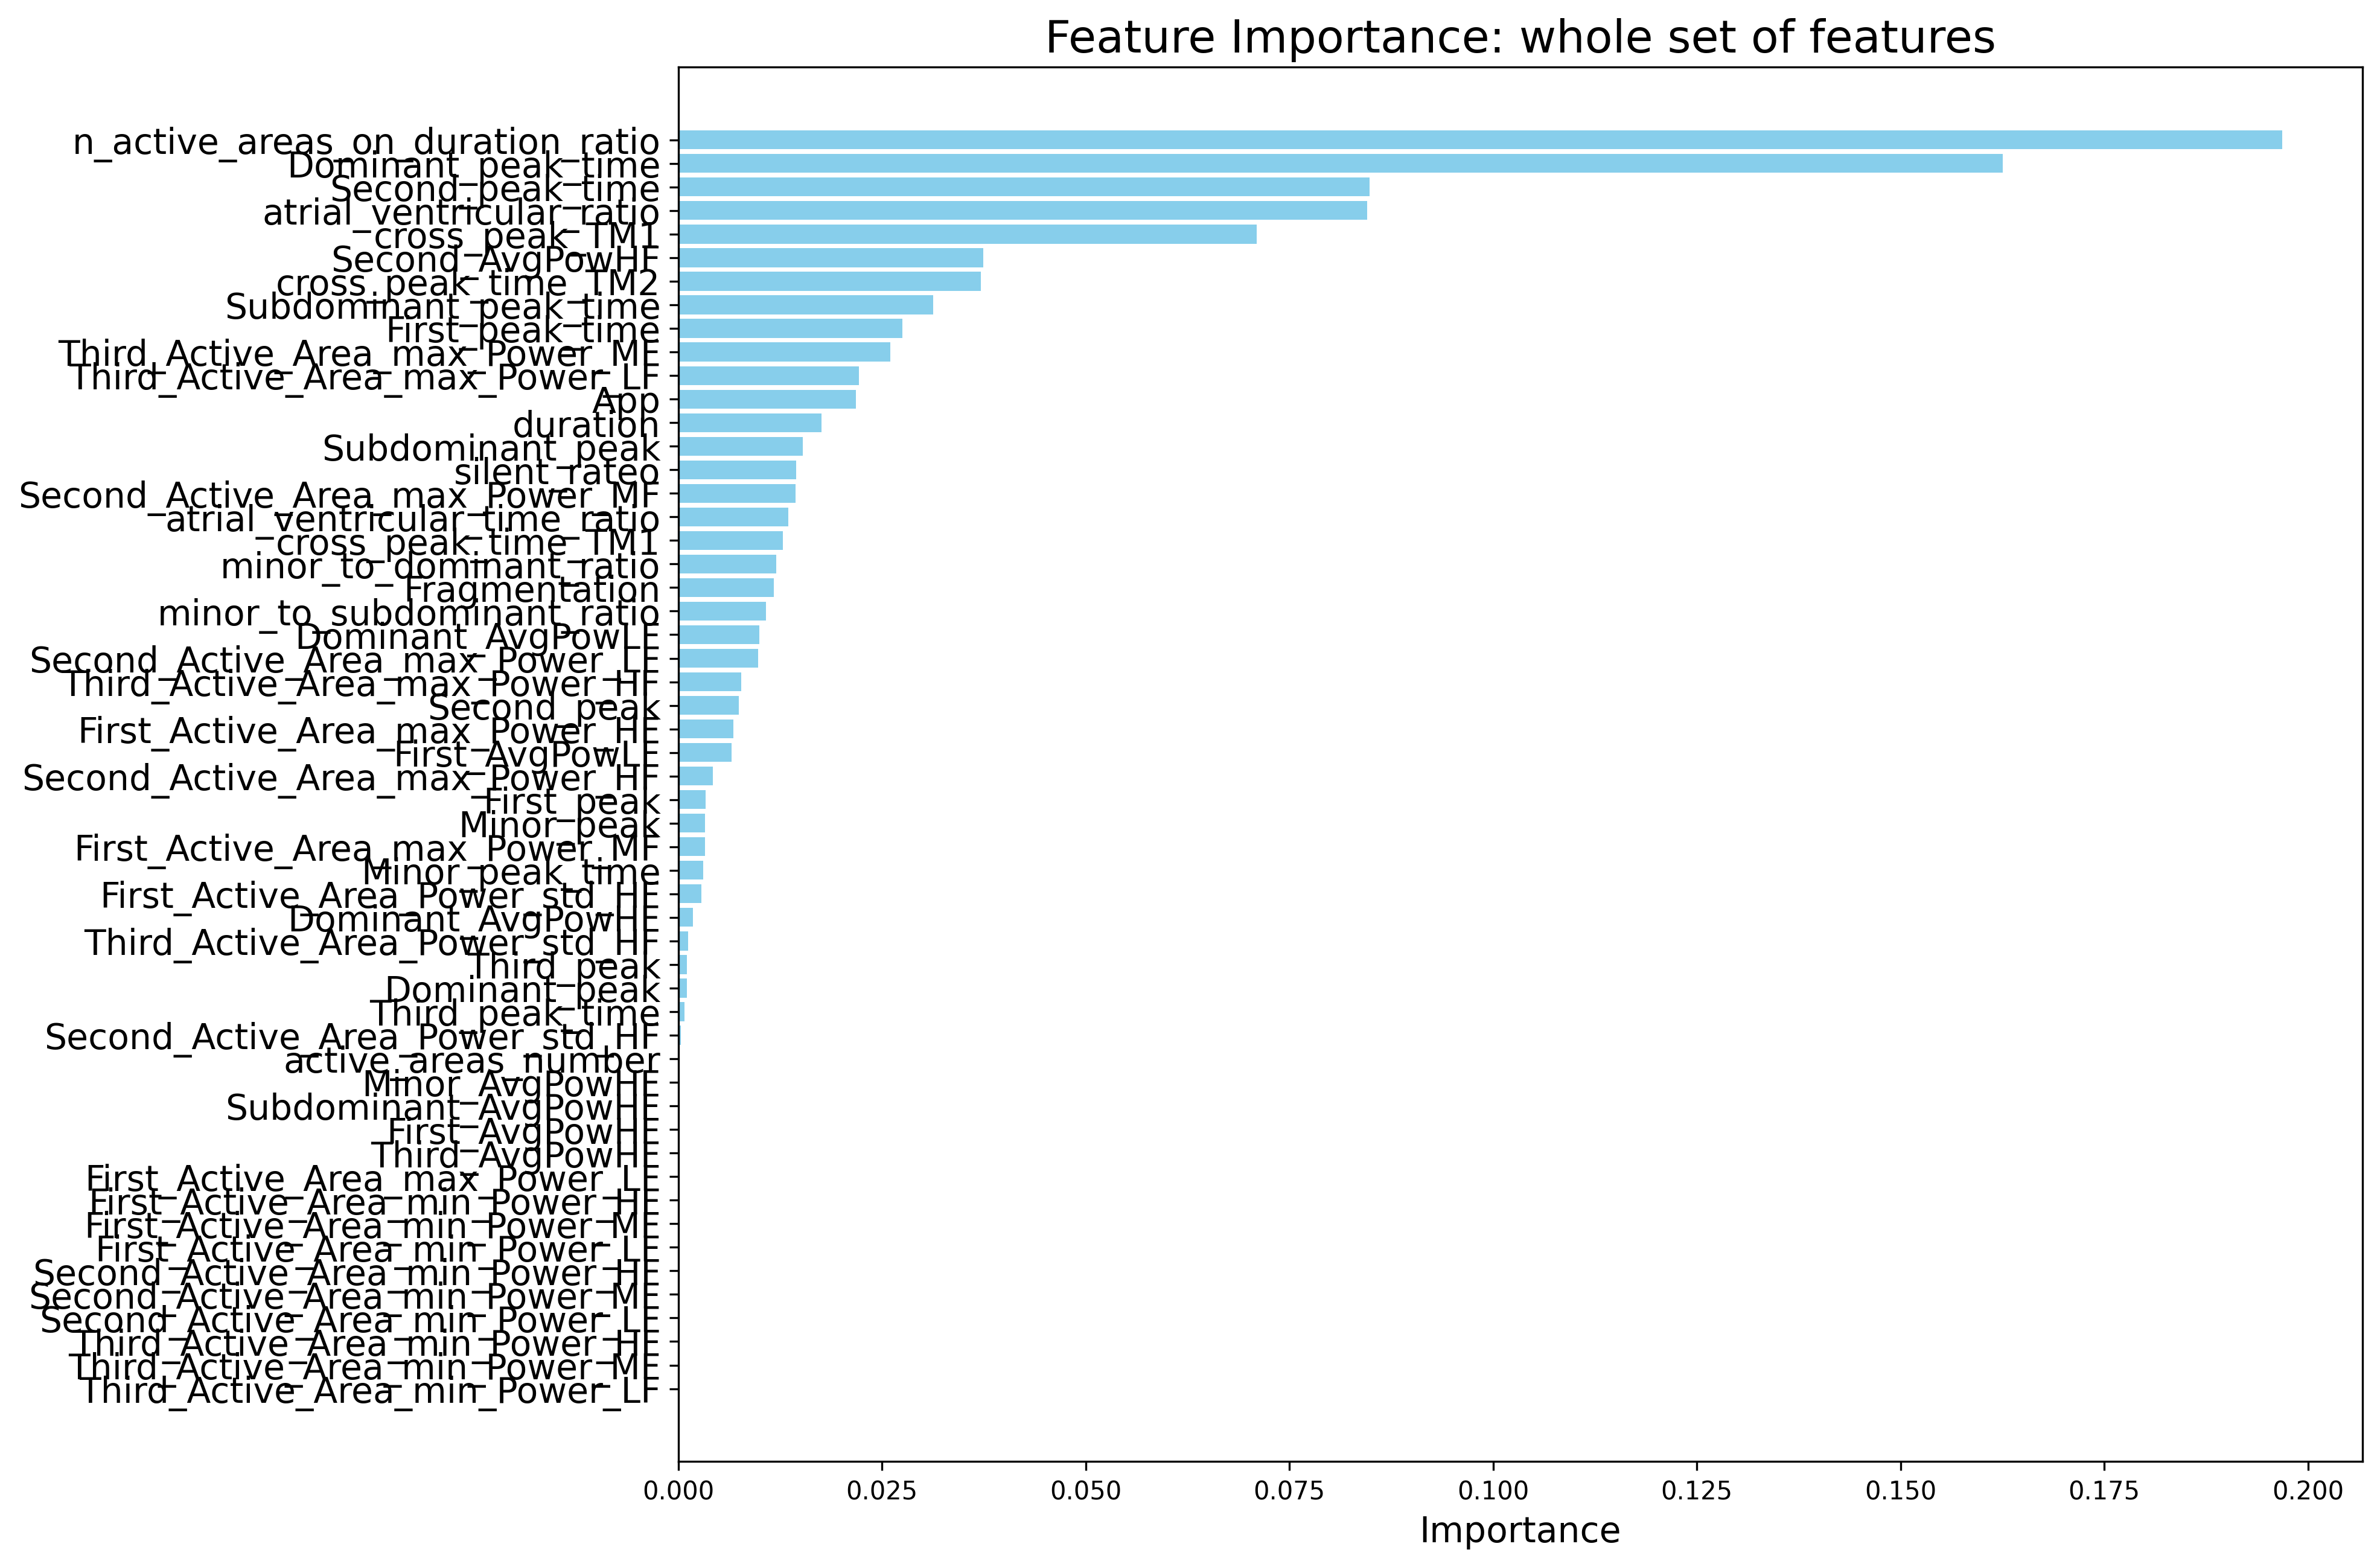 Feature Importance: whole set of features
n_active_areas_on_duration_ratio
Dominant_peak_time
Second_peak_time
atrial_ventricular_ratio
cross_peak_TM1
Second_AvgPowHF
cross_peak_time_TM2
Subdominant_peak_time
First_peak_time
Third_Active_Area_max_Power_MF
Third_Active_Area_max_Power_LF
App
duration
Subdominant_peak
silent_rateo
Second_Active_Area_max_Power_MF
atrial_ventricular_time_ratio
cross_peak_time_TM1
minor_to_dominant_ratio
Fragmentation
minor_to_subdominant_ratio
Dominant_AvgPowLF
Second_Active_Area_max_Power_LF
Third_Active_Area_max_Power_HF
Second_peak
First_Active_Area_max_Power_HF
First_AvgPowLF
Second_Active_Area_max_Power_HF
First_peak
Minor_peak
First_Active_Area_max_Power_MF
Minor_peak_time
First_Active_Area_Power_std_HF
Dominant_AvgPowHF
Third_Active_Area_Power_std_HF
Third_peak
Dominant_peak
Third_peak_time
Second_Active_Area_Power_std_HF
active_areas_number
Minor_AvgPowHF
Subdominant_AvgPowHF
First_AvgPowHF
Third_AvgPowHF
First_Active_Area_max_Power_LF
First_Active_Area_min_Power_HF
First_Active_Area_min_Power_MF
First_Active_Area_min_Power_LF
Second_Active_Area_min_Power_HF
Second_Active_Area_min_Power_MF
Second_Active_Area_min_Power_LF
Third_Active_Area_min_Power_HF
Third_Active_Area_min_Power_MF
Third_Active_Area_min_Power_LF
0.000 0.025 0.050 0.075 0.100 0.125 0.150 0.175 0.200
Importance